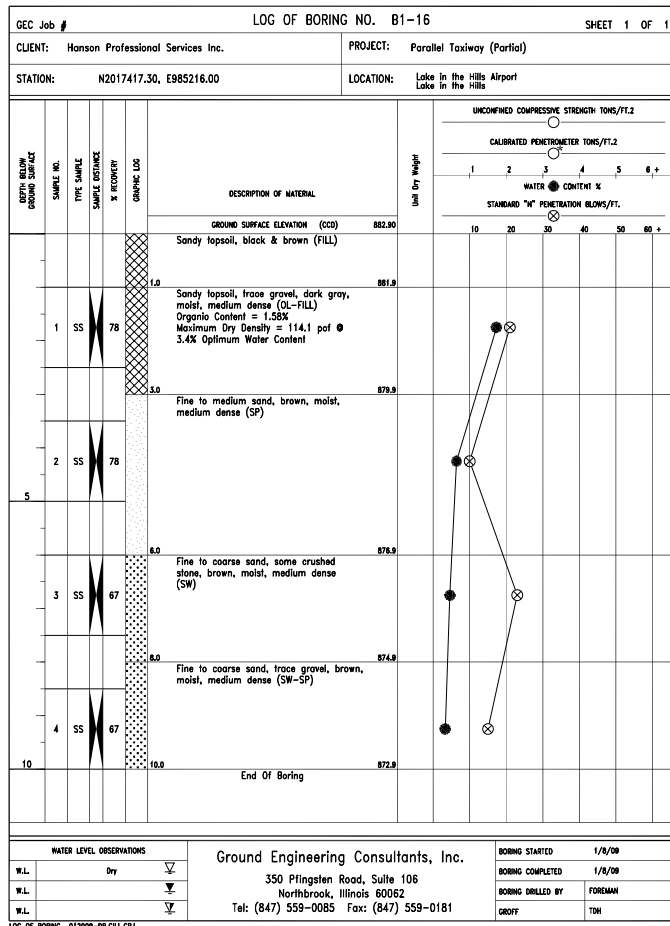 GEC Job #
LOG OF BORING NO. B1-16
SHEET 1 OF 1
CLIENT: Hanson Professional Services Inc.
PROJECT: Parallel Taxiway (Partial)
STATION: N2017417.30, E985216.00
LOCATION: Lake in the Hills Airport
Lake in the Hills
DEPTH BELOW
GROUND SURFACE
SAMPLE NO.
TYPE SAMPLE
SAMPLE DISTANCE
% RECOVERY
GRAPHIC LOG
DESCRIPTION OF MATERIAL
GROUND SURFACE ELEVATION (CCD) 882.90
Unit Dry Weight
UNCONFINED COMPRESSIVE STRENGTH TONS/FT.2
CALIBRATED PENETROMETER TONS/FT.2
*
1 2 3 4 5 6 +
WATER CONTENT %
STANDARD "N" PENETRATION BLOWS/FT.
10 20 30 40 50 60 +
Sandy topsoil, black & brown (FILL)
1.0 881.9
Sandy topsoil, trace gravel, dark gray,
moist, medium dense (OL-FILL)
Organio Content = 1.58%
1 SS 78 Maximum Dry Density = 114.1 pof @
3.4% Optimum Water Content
3.0 879.9
Fine to medium sand, brown, moist,
medium dense (SP)
2 SS 78
5
6.0 876.9
Fine to coarse sand, some crushed
stone, brown, moist, medium dense
(SW)
3 SS 67
8.0 874.9
Fine to coarse sand, trace gravel, brown,
moist, medium dense (SW-SP)
4 SS 67
10 10.0 872.9
End Of Boring
WATER LEVEL OBSERVATIONS
W.L. Dry
W.L.
W.L.
Ground Engineering Consultants, Inc.
350 Pfingsten Road, Suite 106
Northbrook, Illinois 60062
Tel: (847) 559-0085 Fax: (847) 559-0181
BORING STARTED 1/8/09
BORING COMPLETED 1/8/09
BORING DRILLED BY FOREMAN
GROFF TDH